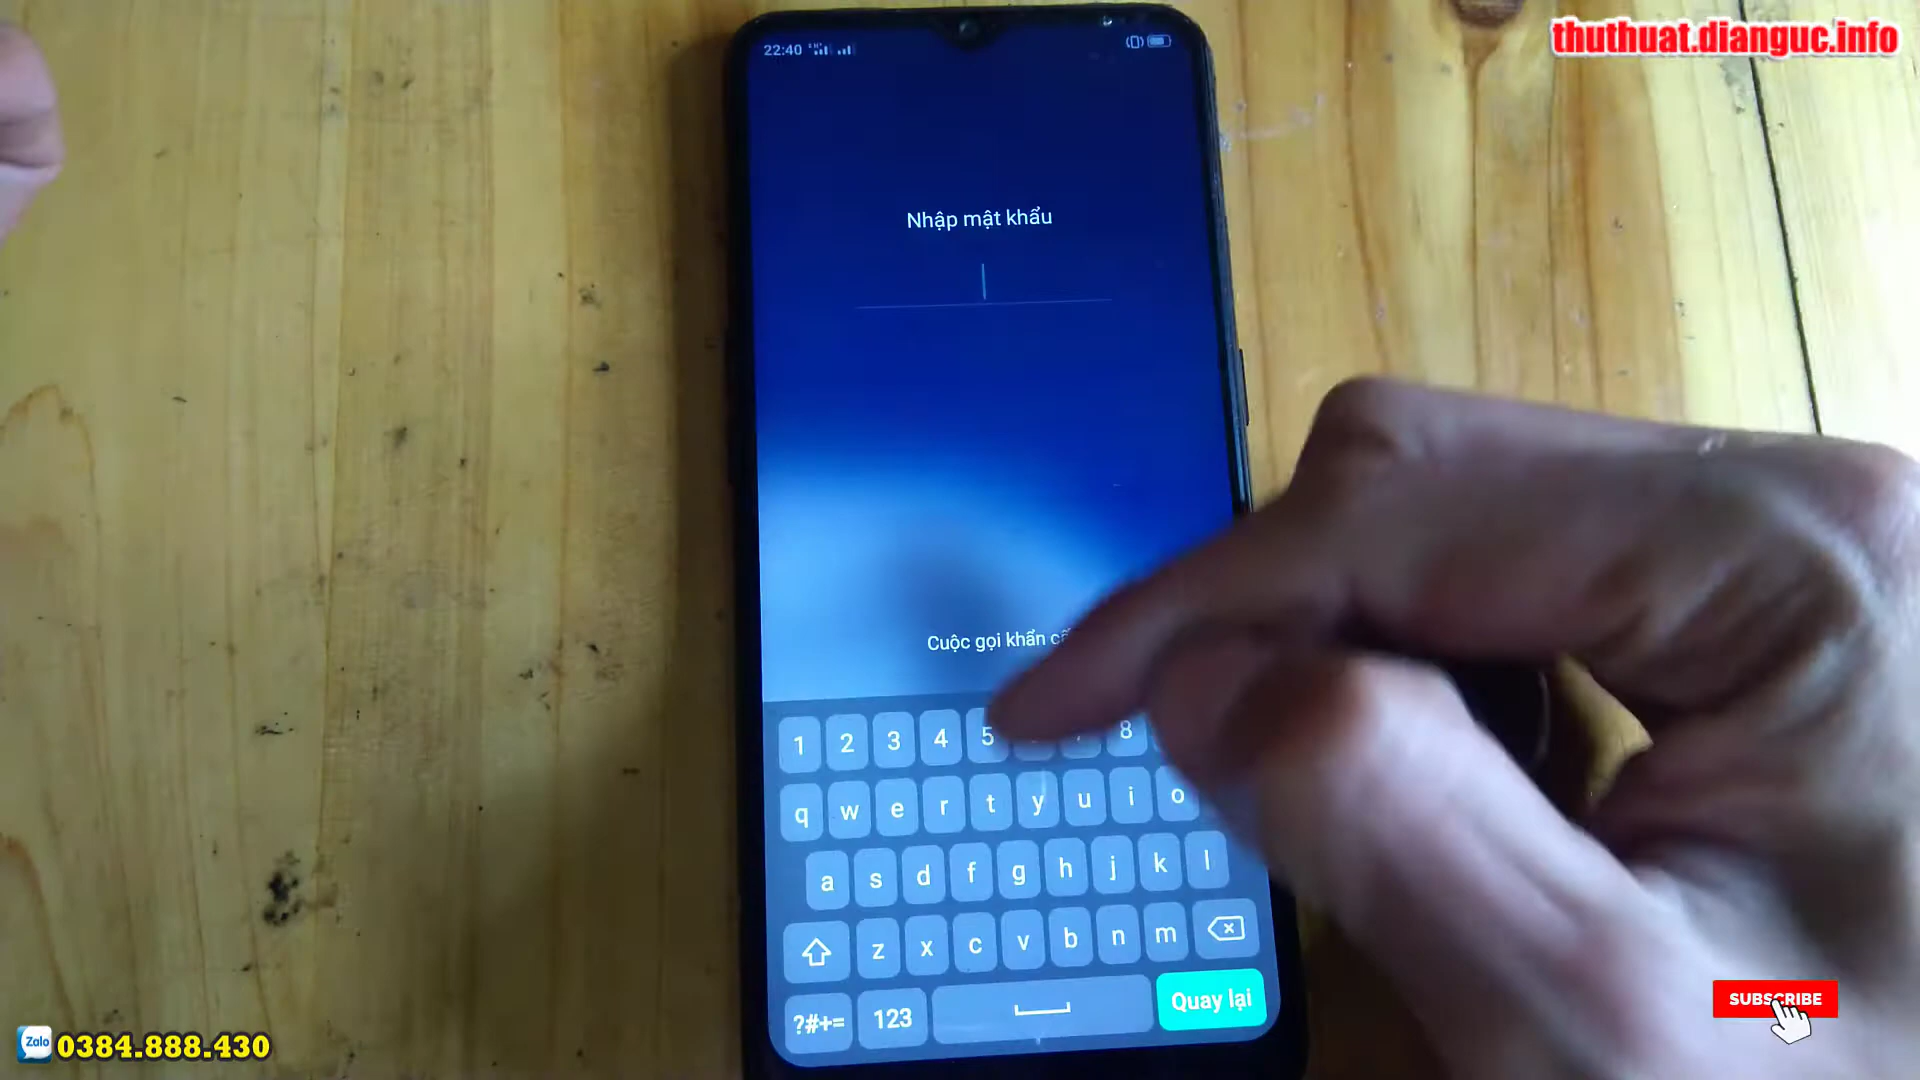 thuthuat.dianguc.info
22:40
Nhập mật khẩu
Cuộc gọi khẩn
1 2 3 4 5 8
q w e r t y u i o
a s d f g h j k l
z x c v b n m
?#+= 123 Quay lại
SUBSCRIBE
Zalo 0384.888.430